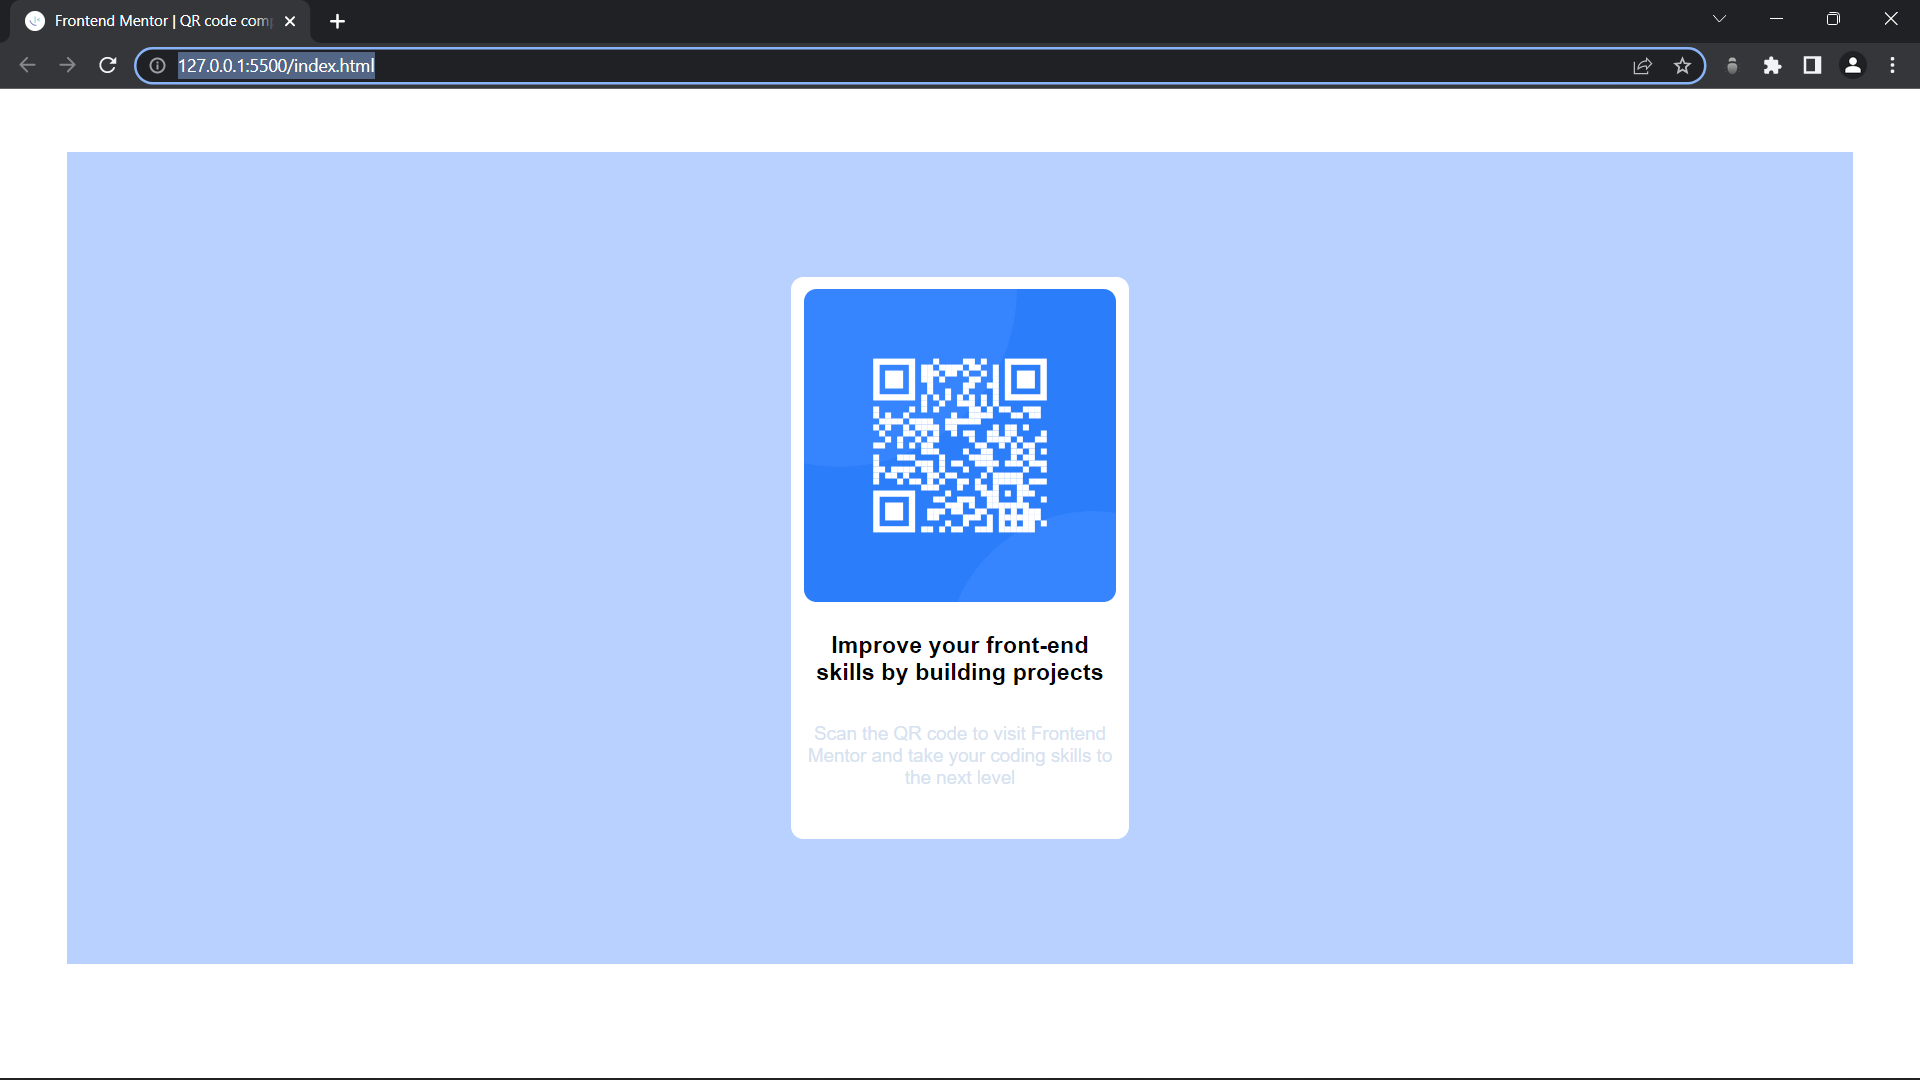 Frontend Mentor | QR code com
127.0.0.1:5500/index.html
Improve your front-end
skills by building projects
Scan the QR code to visit Frontend
Mentor and take your coding skills to
the next level